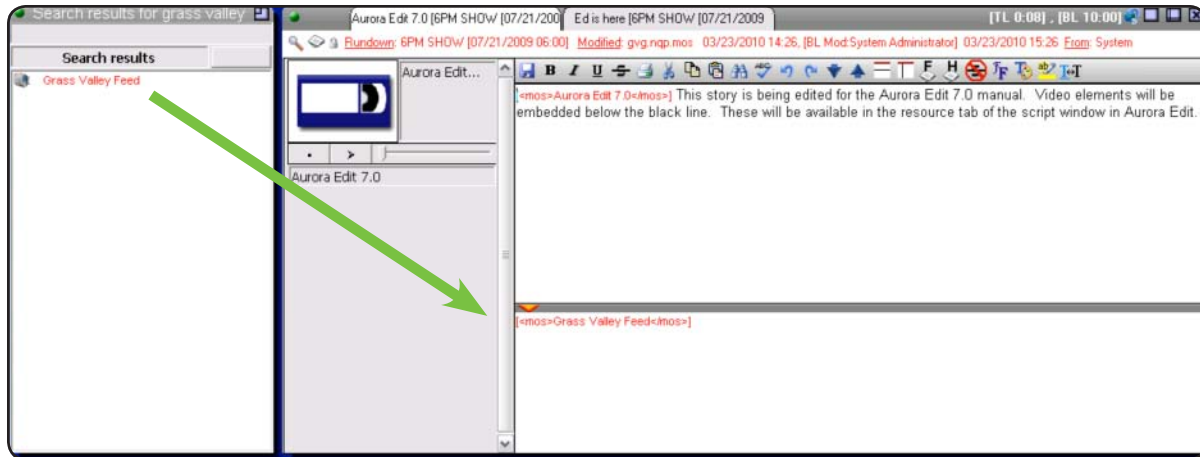 Search results for grass valley
Search results
Grass Valley Feed
Aurora Edit 7.0 [6PM SHOW [07/21/200
Ed is here [6PM SHOW [07/21/2009
[TL 0:08] , [BL 10:00]
Rundown: 6PM SHOW [07/21/2009 06:00] Modified: gvg.nqp.mos 03/23/2010 14:26, [BL Mod:System Administrator] 03/23/2010 15:26 From: System
Aurora Edit...
B I U
F H
Aurora Edit 7.0
[<mos>Aurora Edit 7.0</mos>] This story is being edited for the Aurora Edit 7.0 manual. Video elements will be
embedded below the black line. These will be available in the resource tab of the script window in Aurora Edit.
[<mos>Grass Valley Feed</mos>]